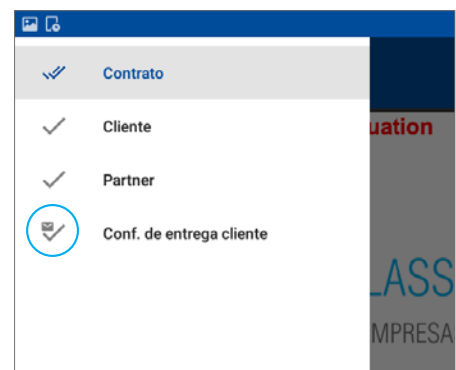 Contrato
Cliente
uation
Partner
Conf. de entrega cliente
LASS
MPRESA